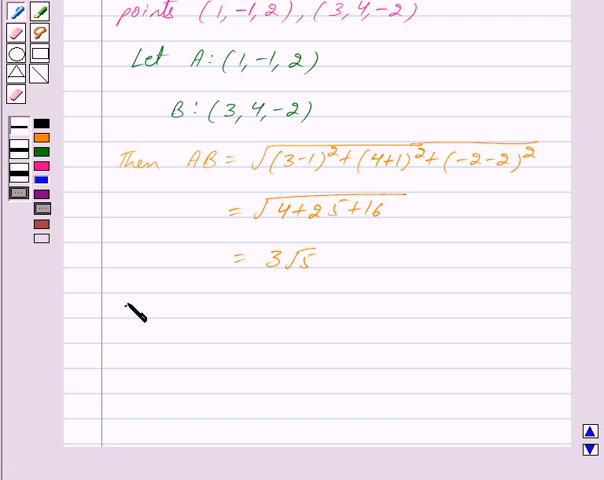 points (1, -1, 2), (3, 4, -2)
Let A: (1, -1, 2)
B: (3, 4, -2)
Then AB = √(3-1)²+(4+1)²+(-2-2)²
= √4+25+16
= 3√5